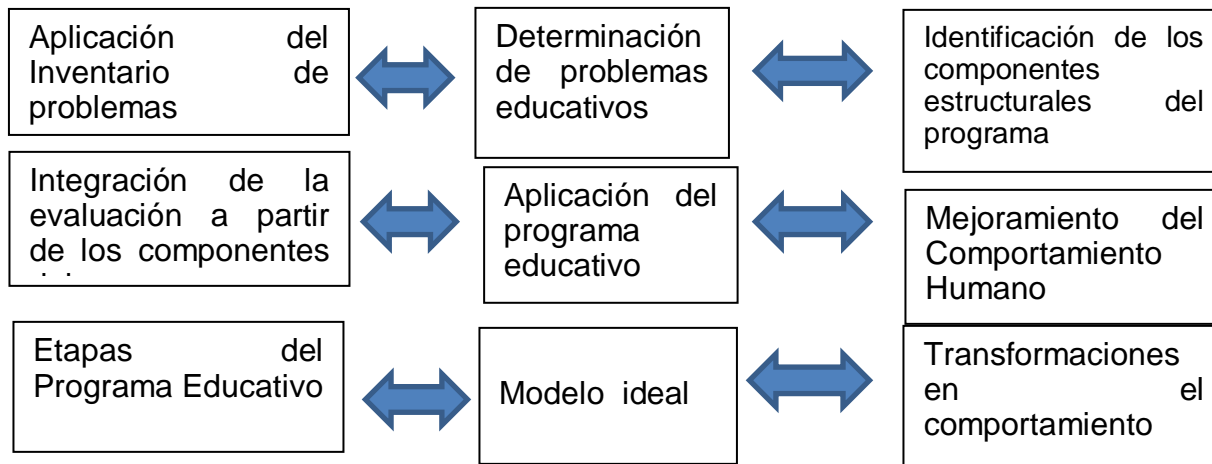 Aplicación del
Inventario de
problemas
Determinación
de problemas
educativos
Identificación de los
componentes
estructurales del
programa
Integración de la
evaluación a partir
de los componentes
Aplicación del
programa
educativo
Mejoramiento del
Comportamiento
Humano
Etapas del
Programa Educativo
Modelo ideal
Transformaciones
en el
comportamiento